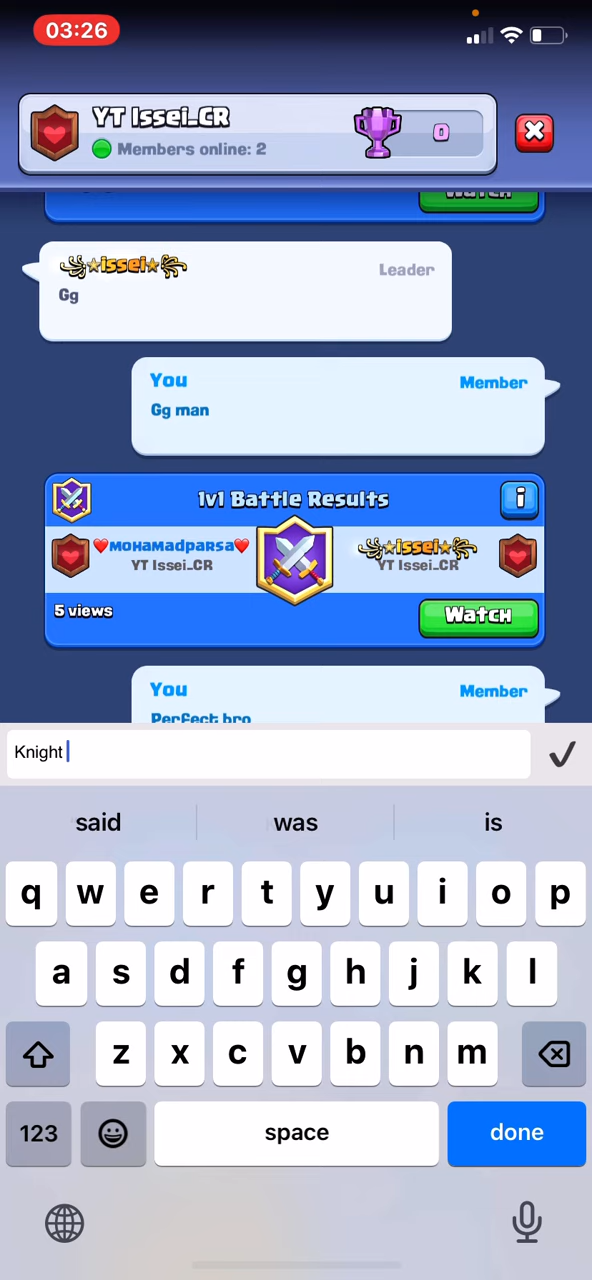 03:26
YT Issei_CR
0
Members online: 2
Watch
issei
Leader
Gg
You
Member
Gg man
1v1 Battle Results
i
❤️MOHAMADPARSA❤️
YT Issei_CR
issei
YT Issei_CR
5 views
Watch
You
Member
Perfect bro
Knight
said was is
q w e r t y u i o p
a s d f g h j k l
z x c v b n m
123 space done